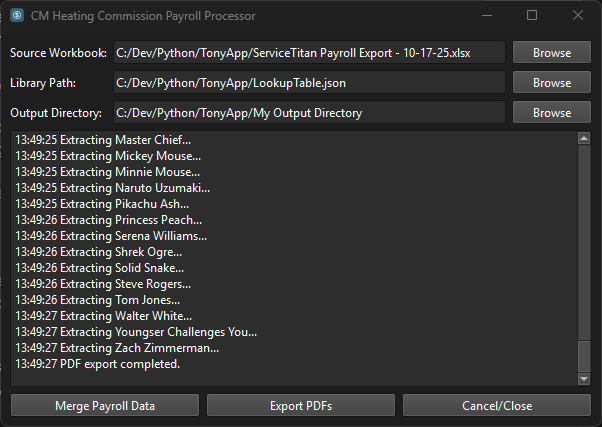 CM Heating Commission Payroll Processor
Source Workbook: C:/Dev/Python/TonyApp/ServiceTitan Payroll Export - 10-17-25.xlsx Browse
Library Path: C:/Dev/Python/TonyApp/LookupTable.json Browse
Output Directory: C:/Dev/Python/TonyApp/My Output Directory Browse
13:49:25 Extracting Master Chief...
13:49:25 Extracting Mickey Mouse...
13:49:25 Extracting Minnie Mouse...
13:49:25 Extracting Naruto Uzumaki...
13:49:25 Extracting Pikachu Ash...
13:49:26 Extracting Princess Peach...
13:49:26 Extracting Serena Williams...
13:49:26 Extracting Shrek Ogre...
13:49:26 Extracting Solid Snake...
13:49:26 Extracting Steve Rogers...
13:49:26 Extracting Tom Jones...
13:49:27 Extracting Walter White...
13:49:27 Extracting Youngser Challenges You...
13:49:27 Extracting Zach Zimmerman...
13:49:27 PDF export completed.
Merge Payroll Data Export PDFs Cancel/Close